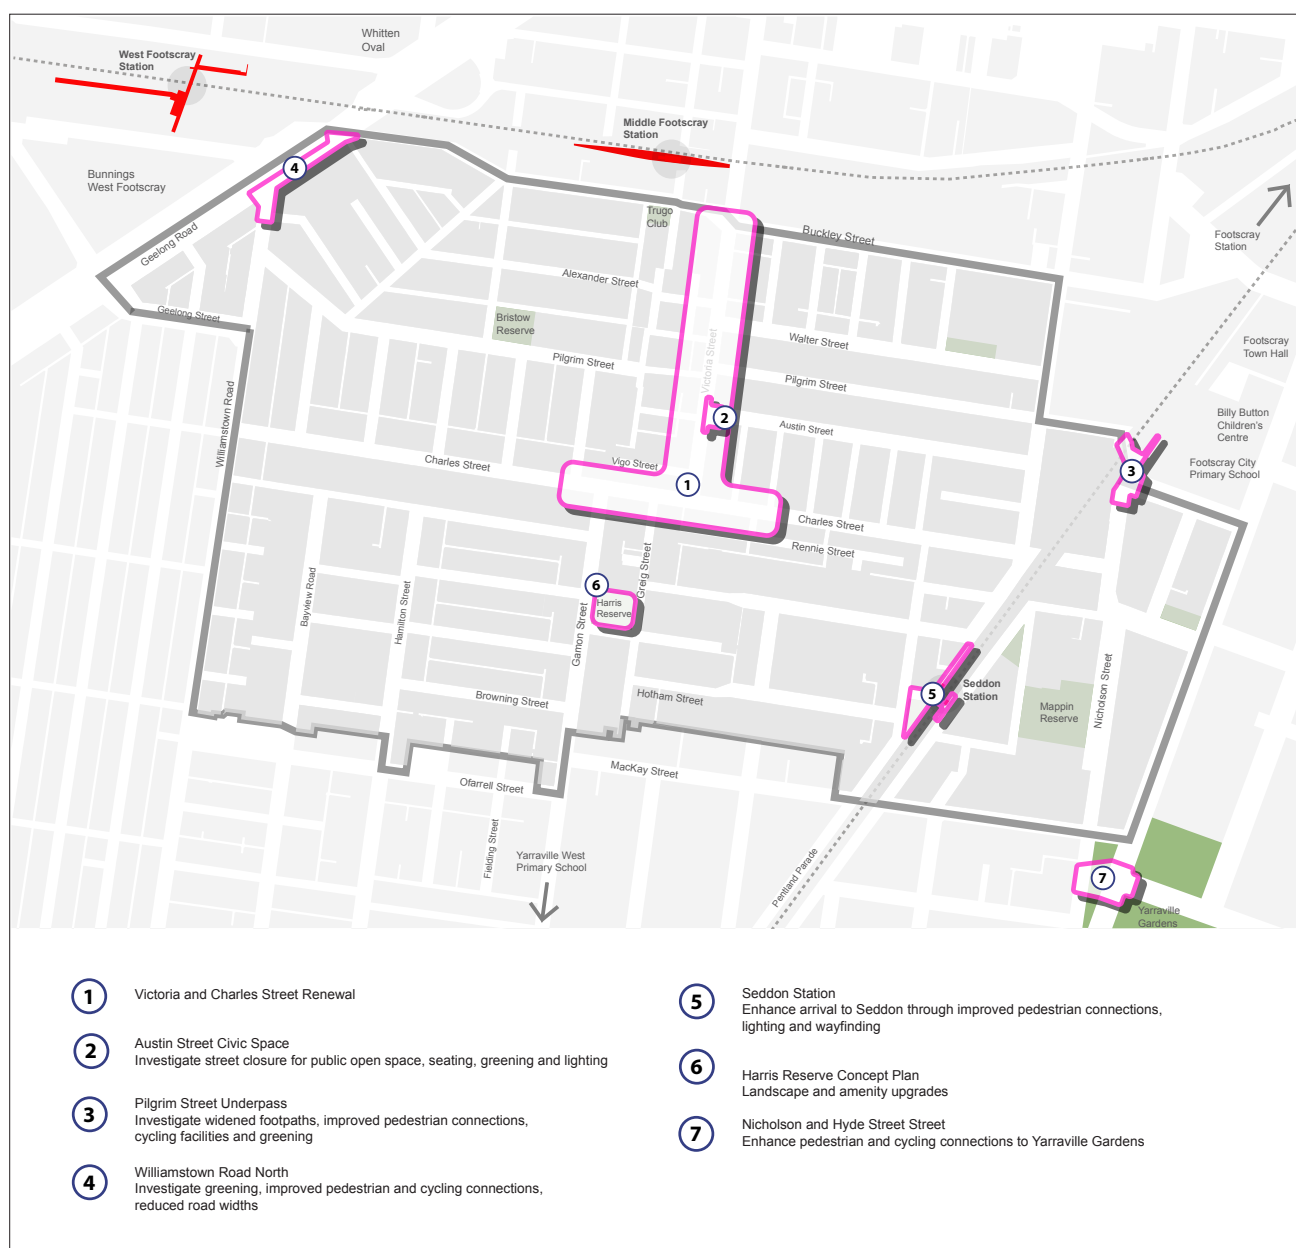 Whitten
Oval
West Footscray
Station
Middle Footscray
Station
Bunnings
West Footscray
4
Geelong Road
Geelong Street
Trugo
Club
Buckley Street
Footscray
Station
Alexander Street
Bristow
Reserve
Victoria Street
Walter Street
Footscray
Town Hall
Pilgrim Street
Pilgrim Street
Williamstown Road
2
Austin Street
Billy Button
Children's
Centre
Charles Street
Vigo Street
Footscray City
Primary School
3
1
Charles Street
Rennie Street
Bayview Road
Hamilton Street
Gamon Street
Greig Street
6
Harris
Reserve
Nicholson Street
5
Seddon
Station
Browning Street
Hotham Street
Mappin
Reserve
MacKay Street
Ofarrell Street
Fielding Street
Yarraville West
Primary School
Pentland Parade
7
Yarraville
Gardens
1
Victoria and Charles Street Renewal
2
Austin Street Civic Space
Investigate street closure for public open space, seating, greening and lighting
3
Pilgrim Street Underpass
Investigate widened footpaths, improved pedestrian connections,
cycling facilities and greening
4
Williamstown Road North
Investigate greening, improved pedestrian and cycling connections,
reduced road widths
5
Seddon Station
Enhance arrival to Seddon through improved pedestrian connections,
lighting and wayfinding
6
Harris Reserve Concept Plan
Landscape and amenity upgrades
7
Nicholson and Hyde Street Street
Enhance pedestrian and cycling connections to Yarraville Gardens